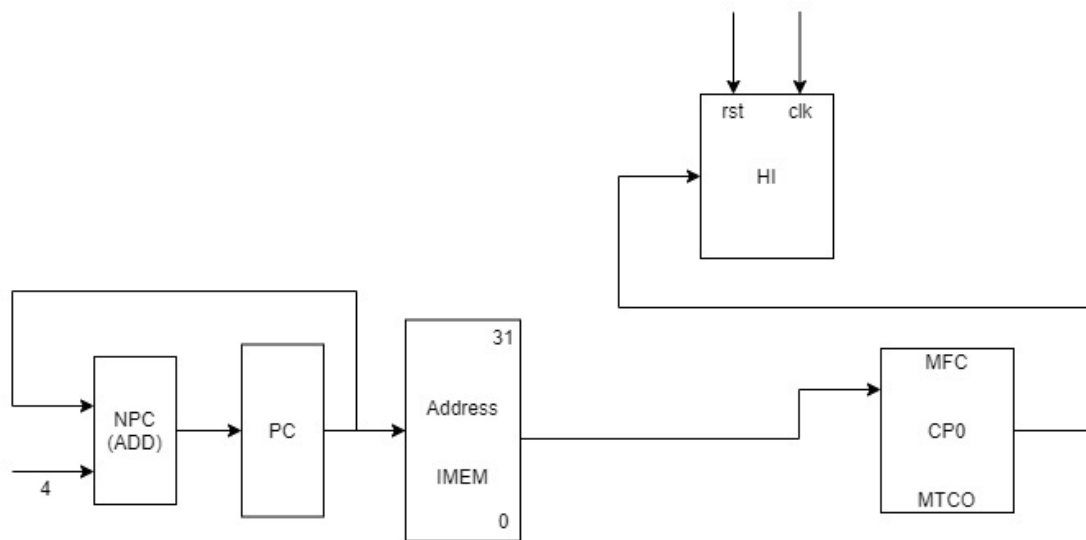 rst clk
HI
31
MFC
Address
NPC
(ADD)
PC
CP0
IMEM
4
MTCO
0